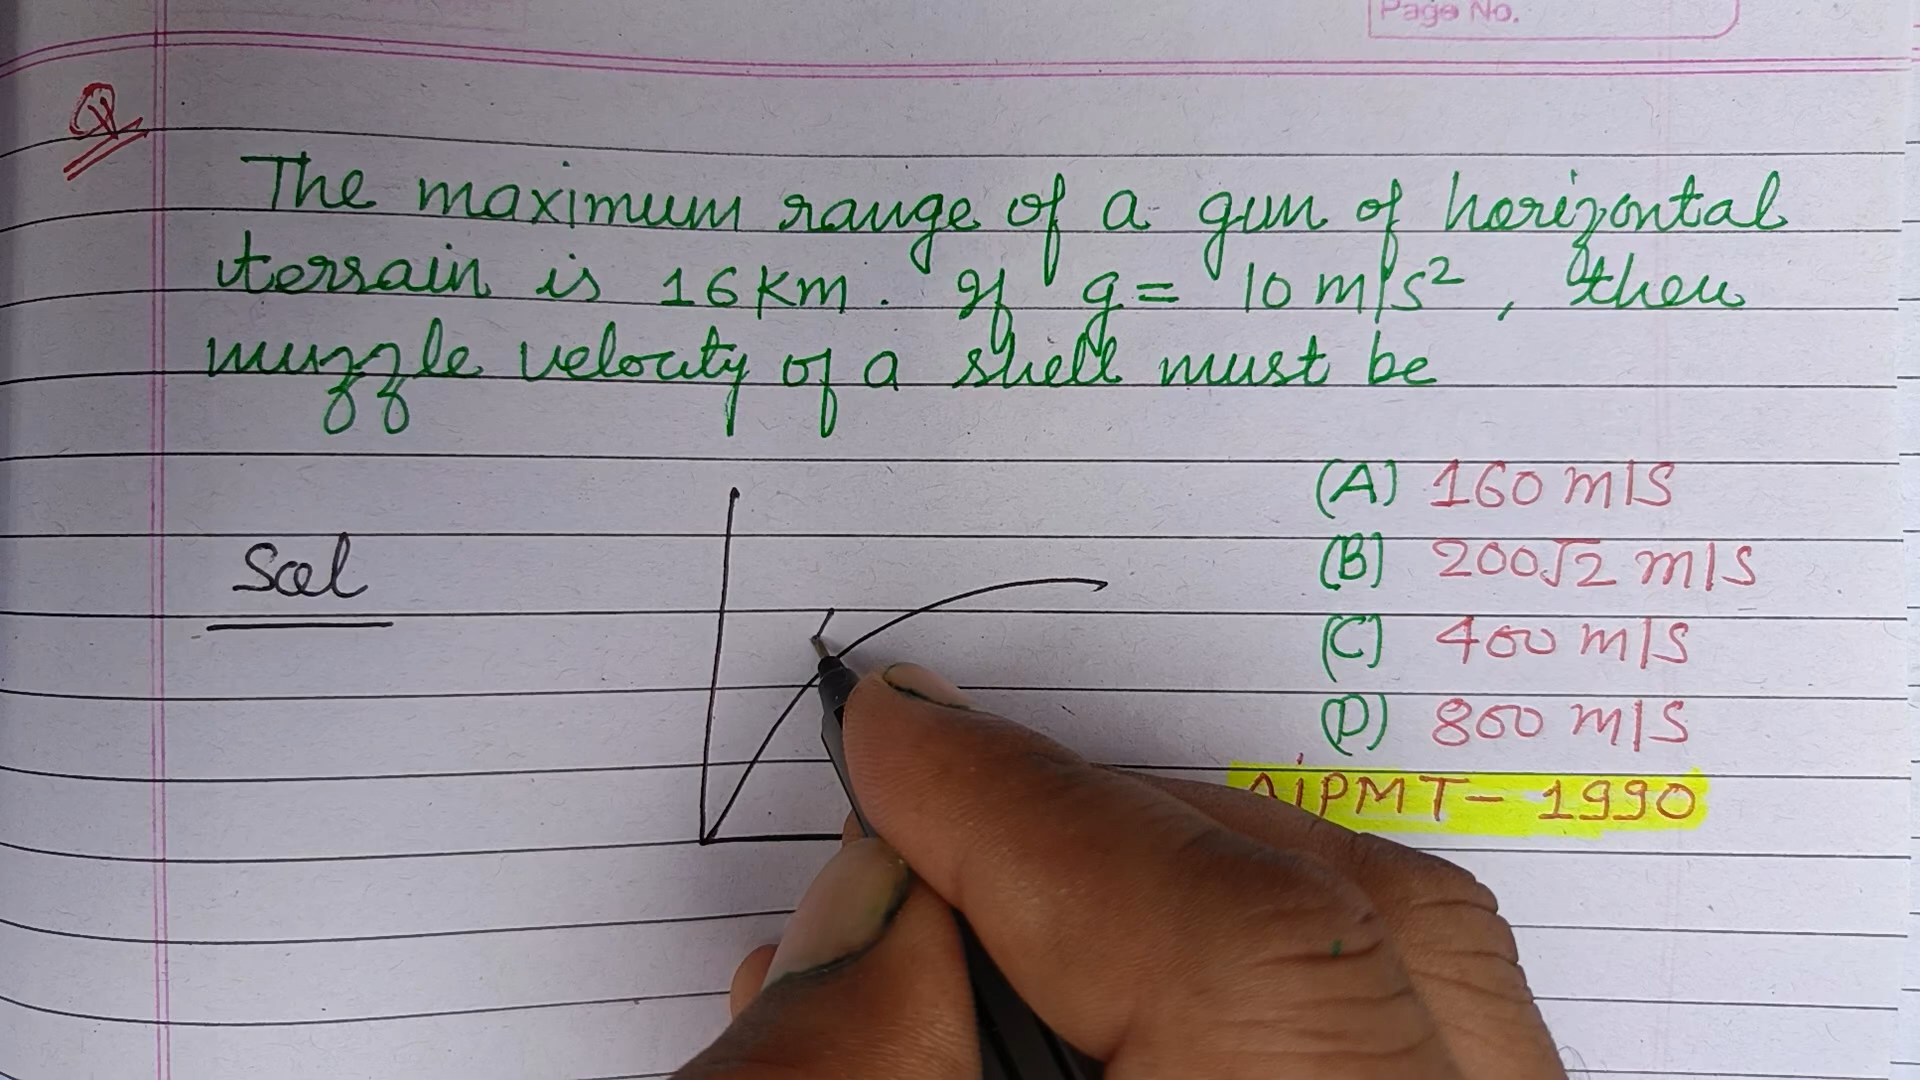 Page No.
Q
The maximum range of a gun of horizontal
terrain is 16 Km. If g = 10 m/s², then
muzzle velocity of a shell must be
(A) 160 m/s
Sol
(B) 200√2 m/s
(C) 400 m/s
(D) 800 m/s
AiPMT - 1990